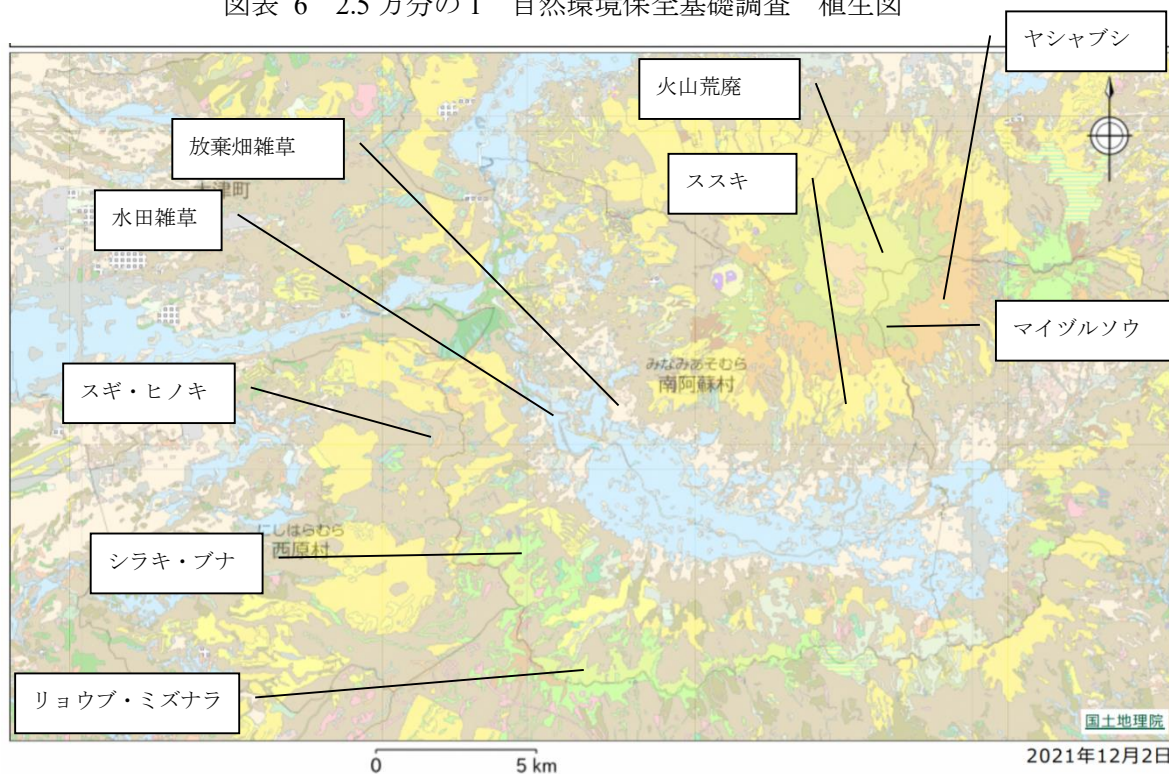 図表 6 2.5 万分の 1 自然環境保全基礎調査 植生図
ヤシャブシ
火山荒廃
放棄畑雑草
ススキ
大津町
水田雑草
マイヅルソウ
みなみあそむら
南阿蘇村
スギ・ヒノキ
にしはらむら
西原村
シラキ・ブナ
リョウブ・ミズナラ
国土地理院
0 5 km
2021年12月2日